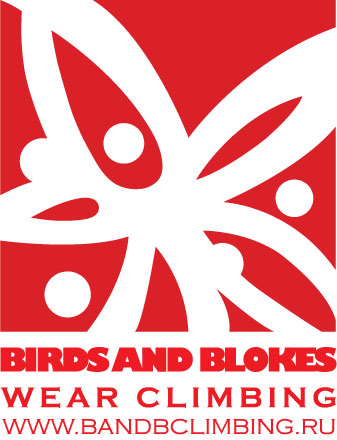 BIRDS AND BLOKES
WEAR CLIMBING
WWW.BANDBCLIMBING.RU